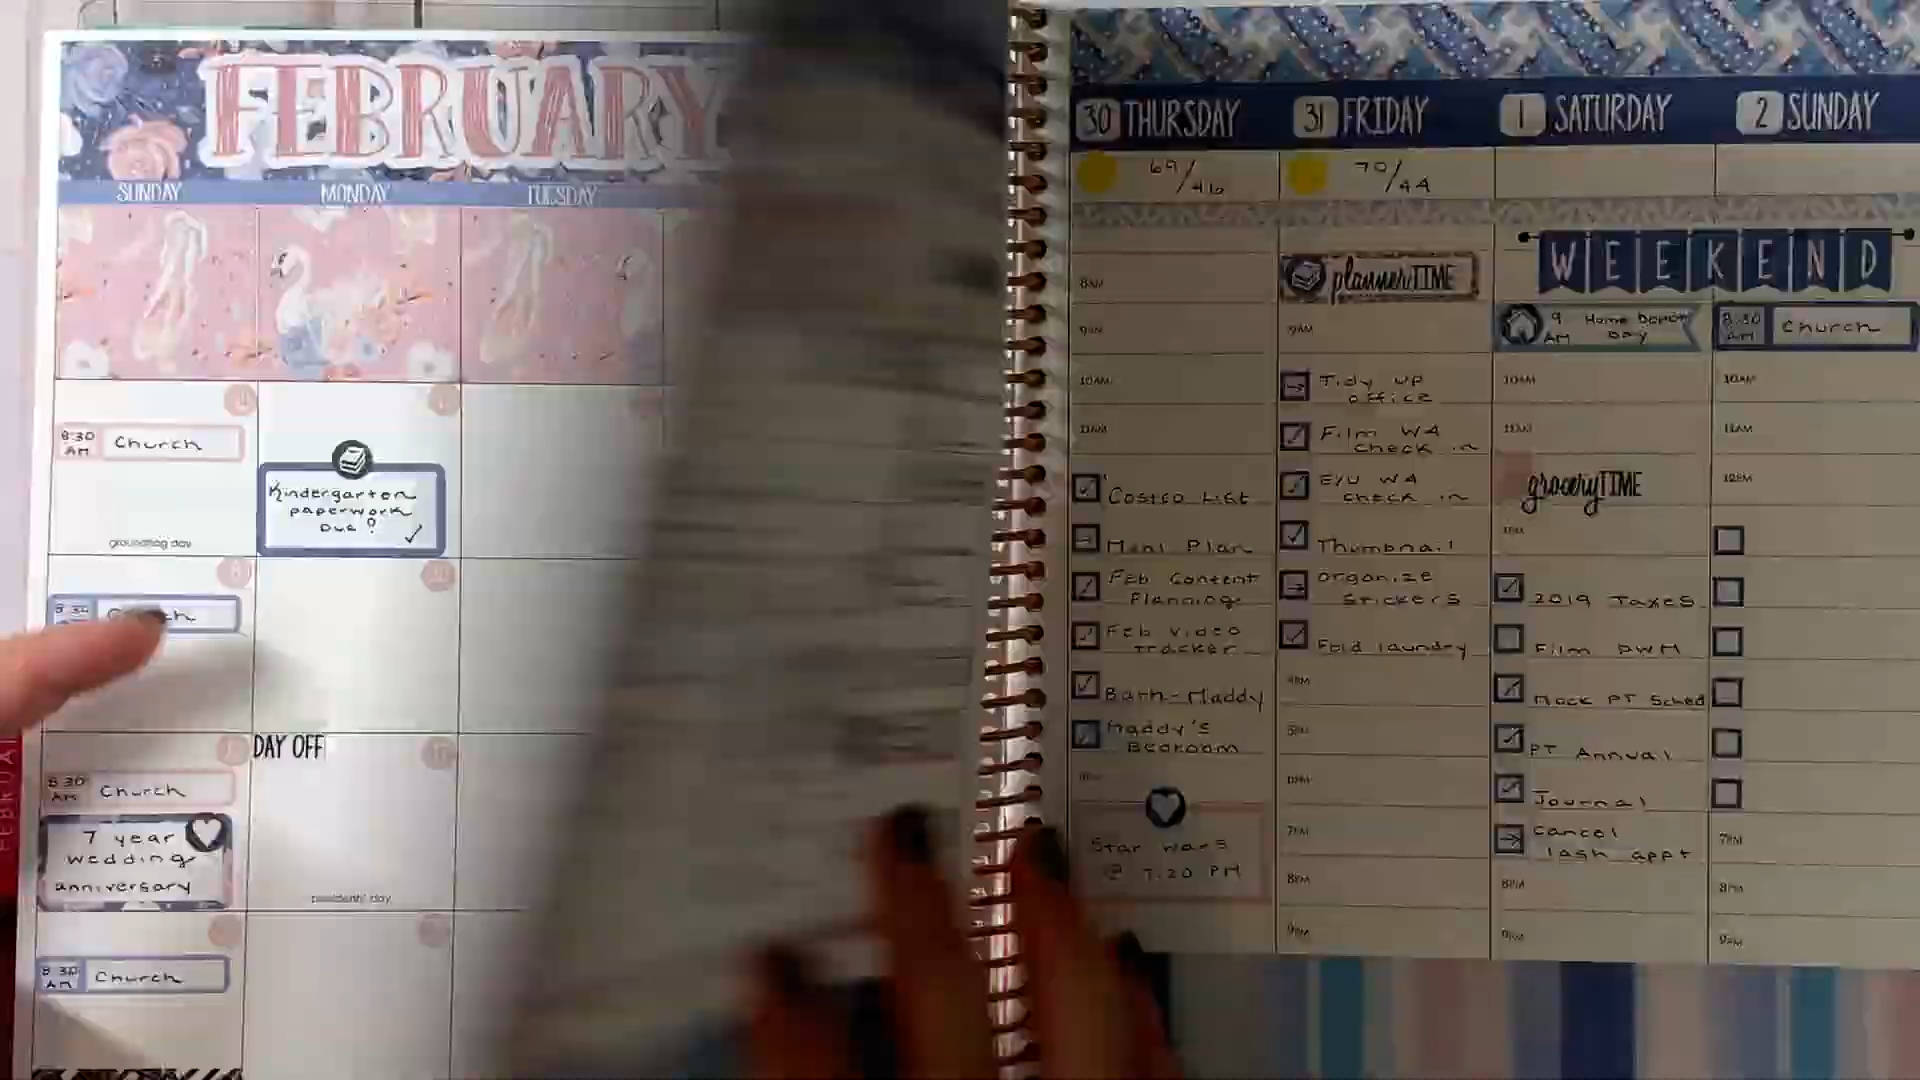 FEBRUARY
SUNDAY
MONDAY
TUESDAY
8:30
AM
Church
groundhog day
Kindergarten
paperwork
Due?
DAY OFF
8:30
AM
Church
7 year
wedding
anniversary
presidents' day
8:30
AM
Church
30 THURSDAY
31 FRIDAY
1 SATURDAY
2 SUNDAY
69/46
70/44
8AM
9AM
10AM
11AM
Costco List
Meal Plan
Feb Content
Planning
Feb Video
Tracker
Barn-Maddy
Maddy's
Bedroom
Star Wars
@ 7:20 PM
plannerTIME
9AM
Tidy up
office
Film WA
check in
E/U WA
check in
Thumbnail
Organize
Stickers
Fold laundry
4PM
7PM
8PM
9PM
WEEKEND
9
AM
Home Depot
Day
10AM
11AM
groceryTIME
1PM
2019 Taxes
Film PWM
Mock PT Sched
PT Annual
Journal
Cancel
lash appt
8PM
9PM
8:30
AM
Church
10AM
11AM
12PM
7PM
8PM
9PM